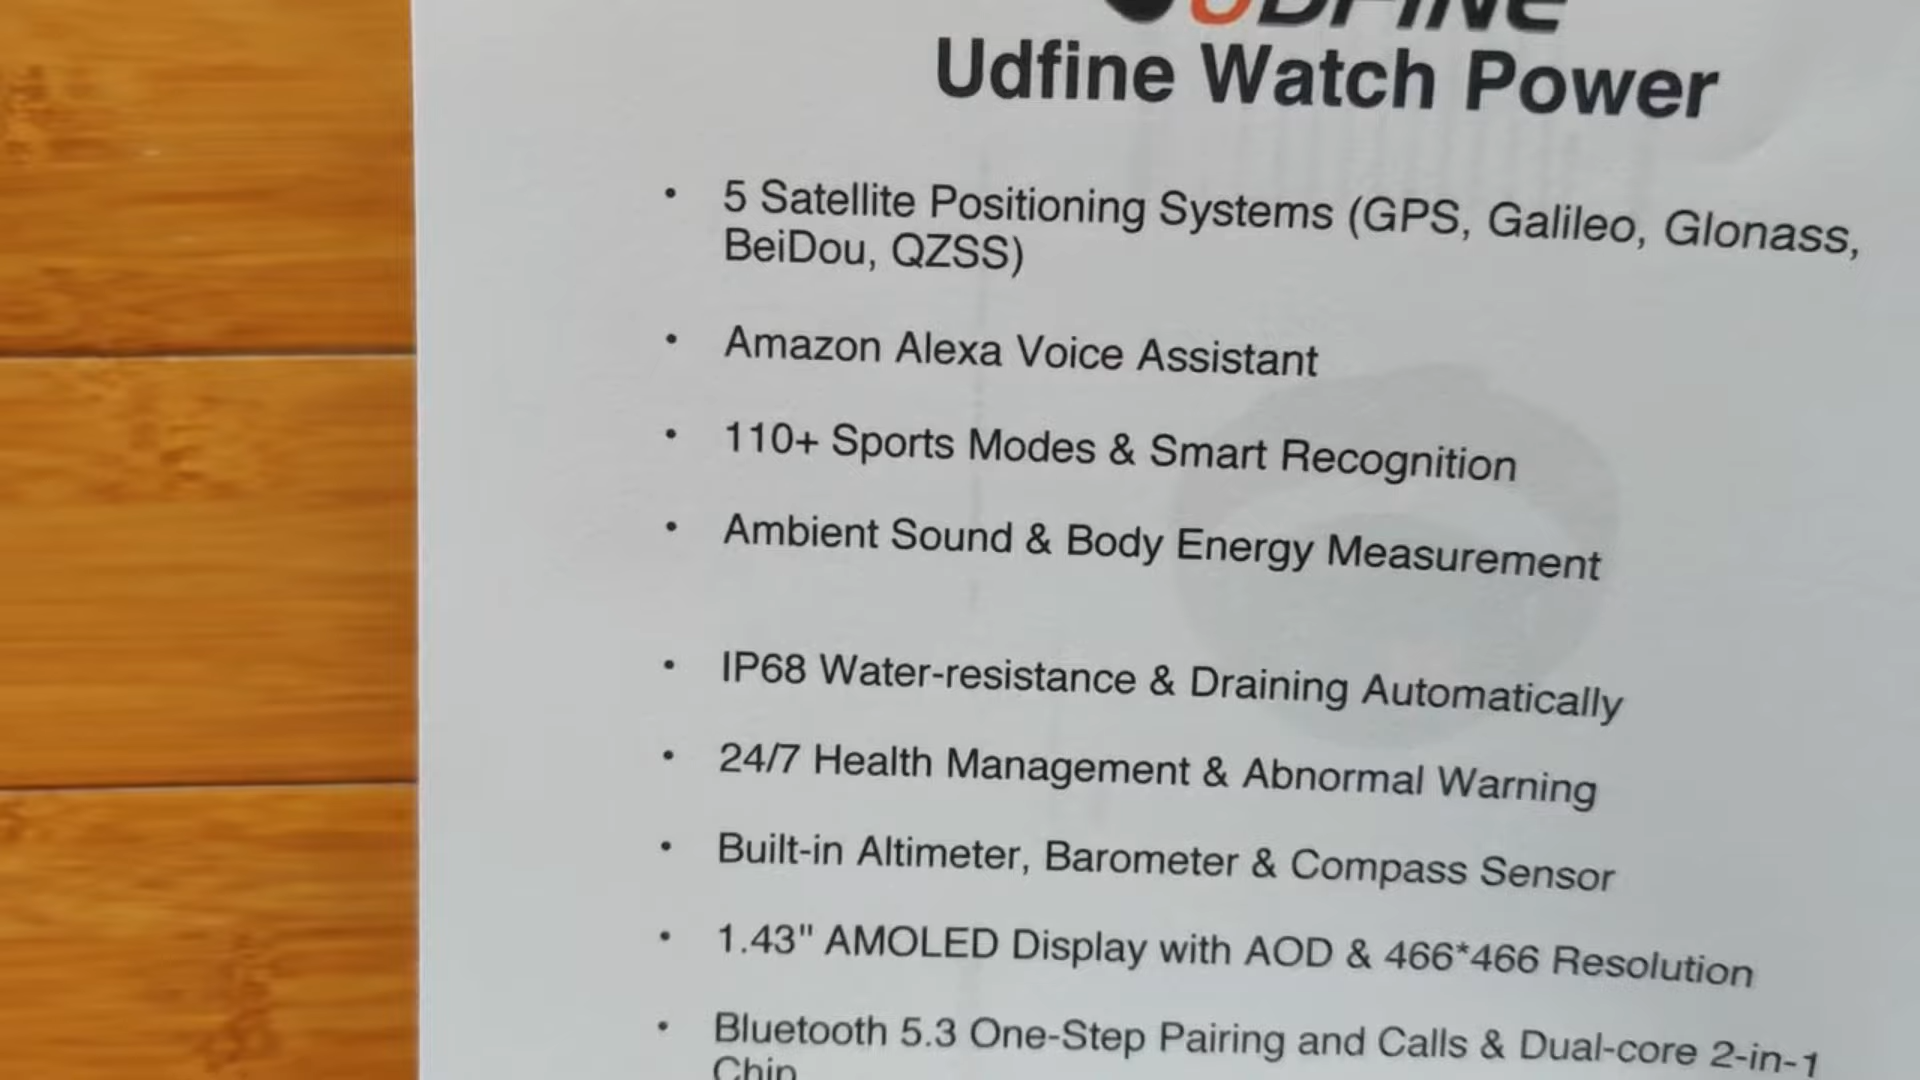 UDFINE
Udfine Watch Power
• 5 Satellite Positioning Systems (GPS, Galileo, Glonass,
BeiDou, QZSS)
• Amazon Alexa Voice Assistant
• 110+ Sports Modes & Smart Recognition
• Ambient Sound & Body Energy Measurement
• IP68 Water-resistance & Draining Automatically
• 24/7 Health Management & Abnormal Warning
• Built-in Altimeter, Barometer & Compass Sensor
• 1.43" AMOLED Display with AOD & 466*466 Resolution
• Bluetooth 5.3 One-Step Pairing and Calls & Dual-core 2-in-1
Chip